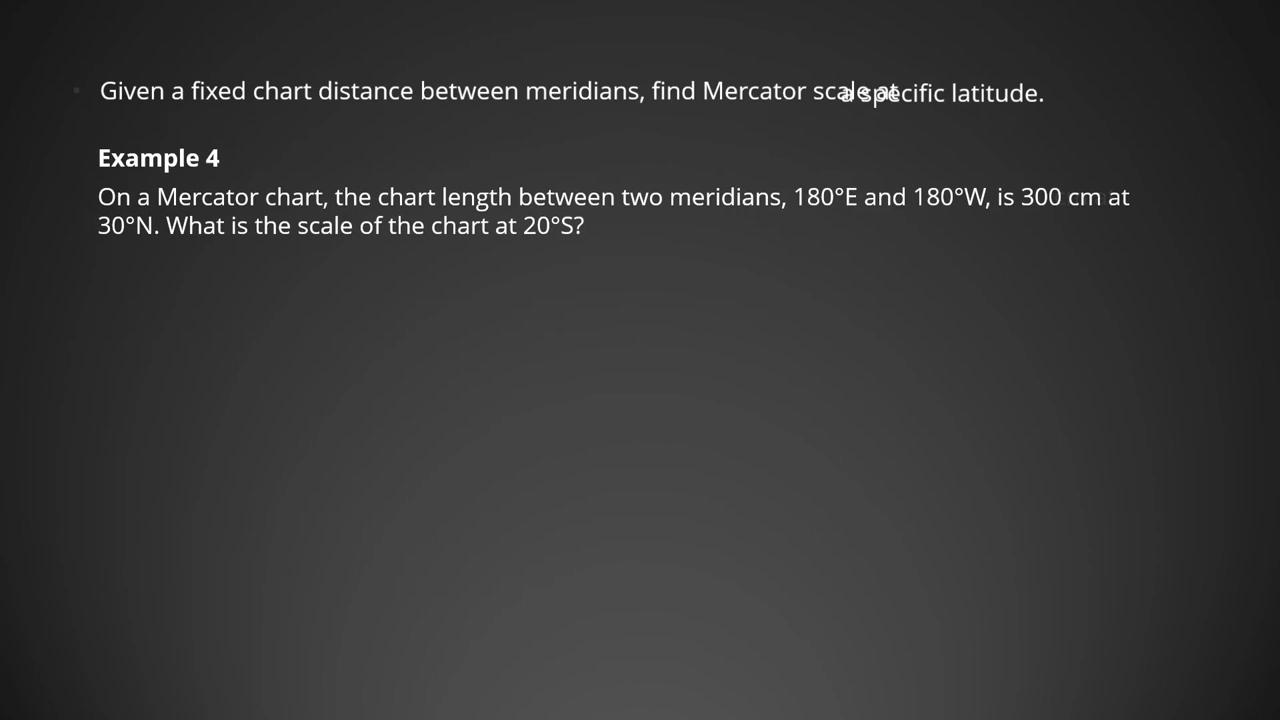 Given a fixed chart distance between meridians, find Mercator scale at a specific latitude.
Example 4
On a Mercator chart, the chart length between two meridians, 180°E and 180°W, is 300 cm at
30°N. What is the scale of the chart at 20°S?